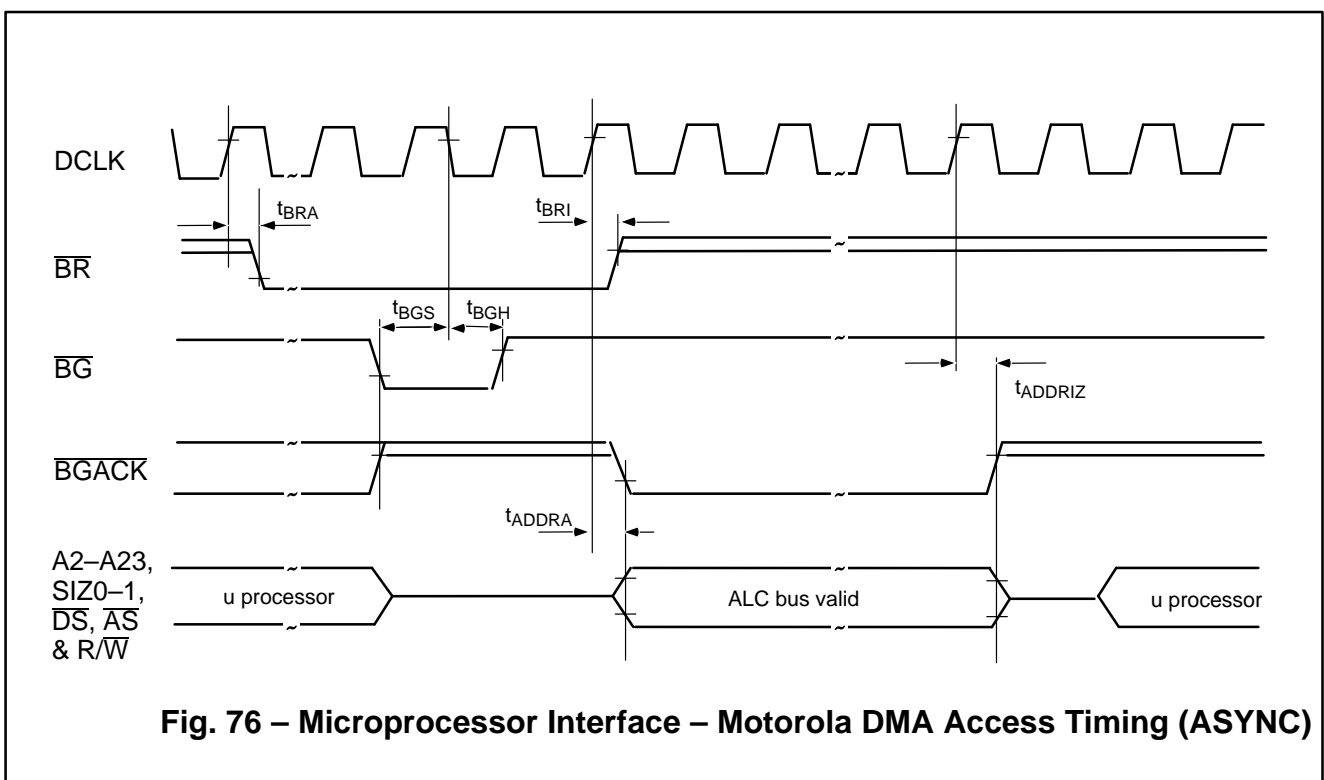 DCLK
tBRA
tBRI
BR
tBGS
tBGH
BG
tADDRIZ
BGACK
tADDRA
A2–A23,
SIZ0–1,
DS, AS
& R/W
u processor
ALC bus valid
u processor
Fig. 76 – Microprocessor Interface – Motorola DMA Access Timing (ASYNC)